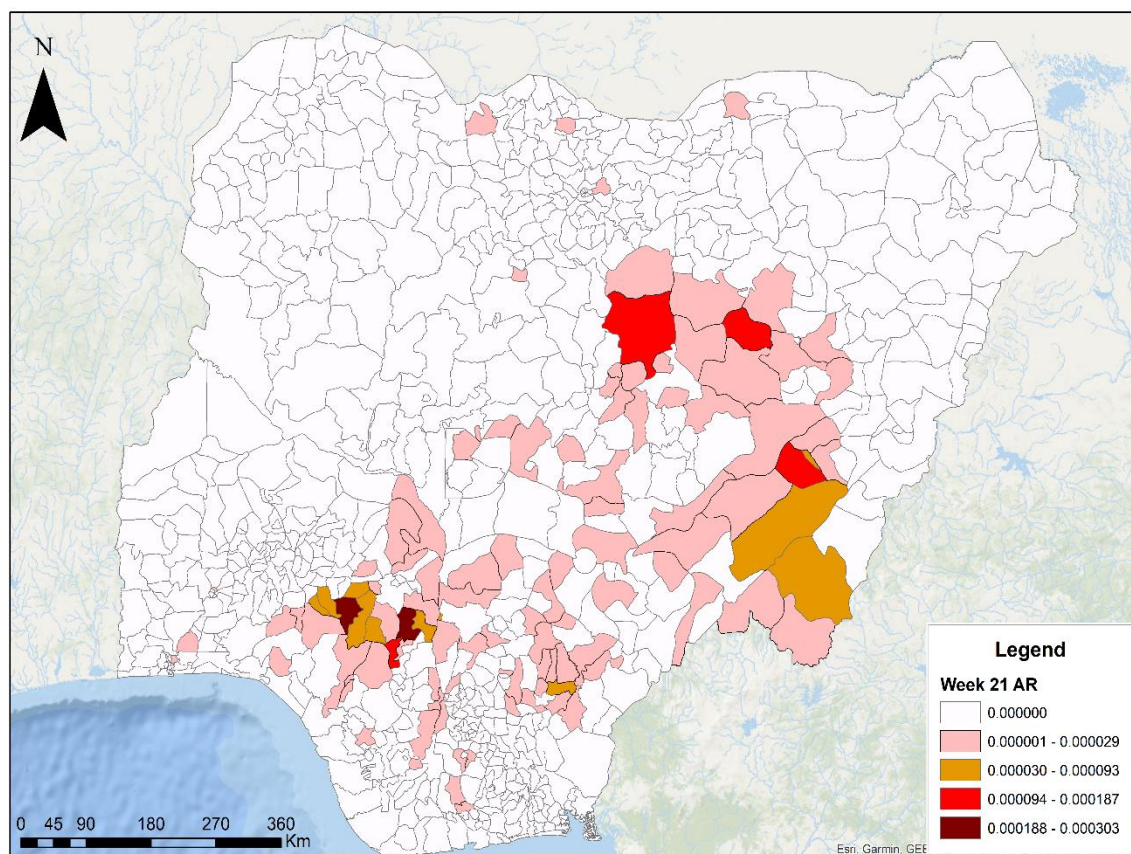 N
Legend
Week 21 AR
0.000000
0.000001 - 0.000029
0.000030 - 0.000093
0.000094 - 0.000187
0.000188 - 0.000303
0 45 90 180 270 360
Km
Esri, Garmin, GEB